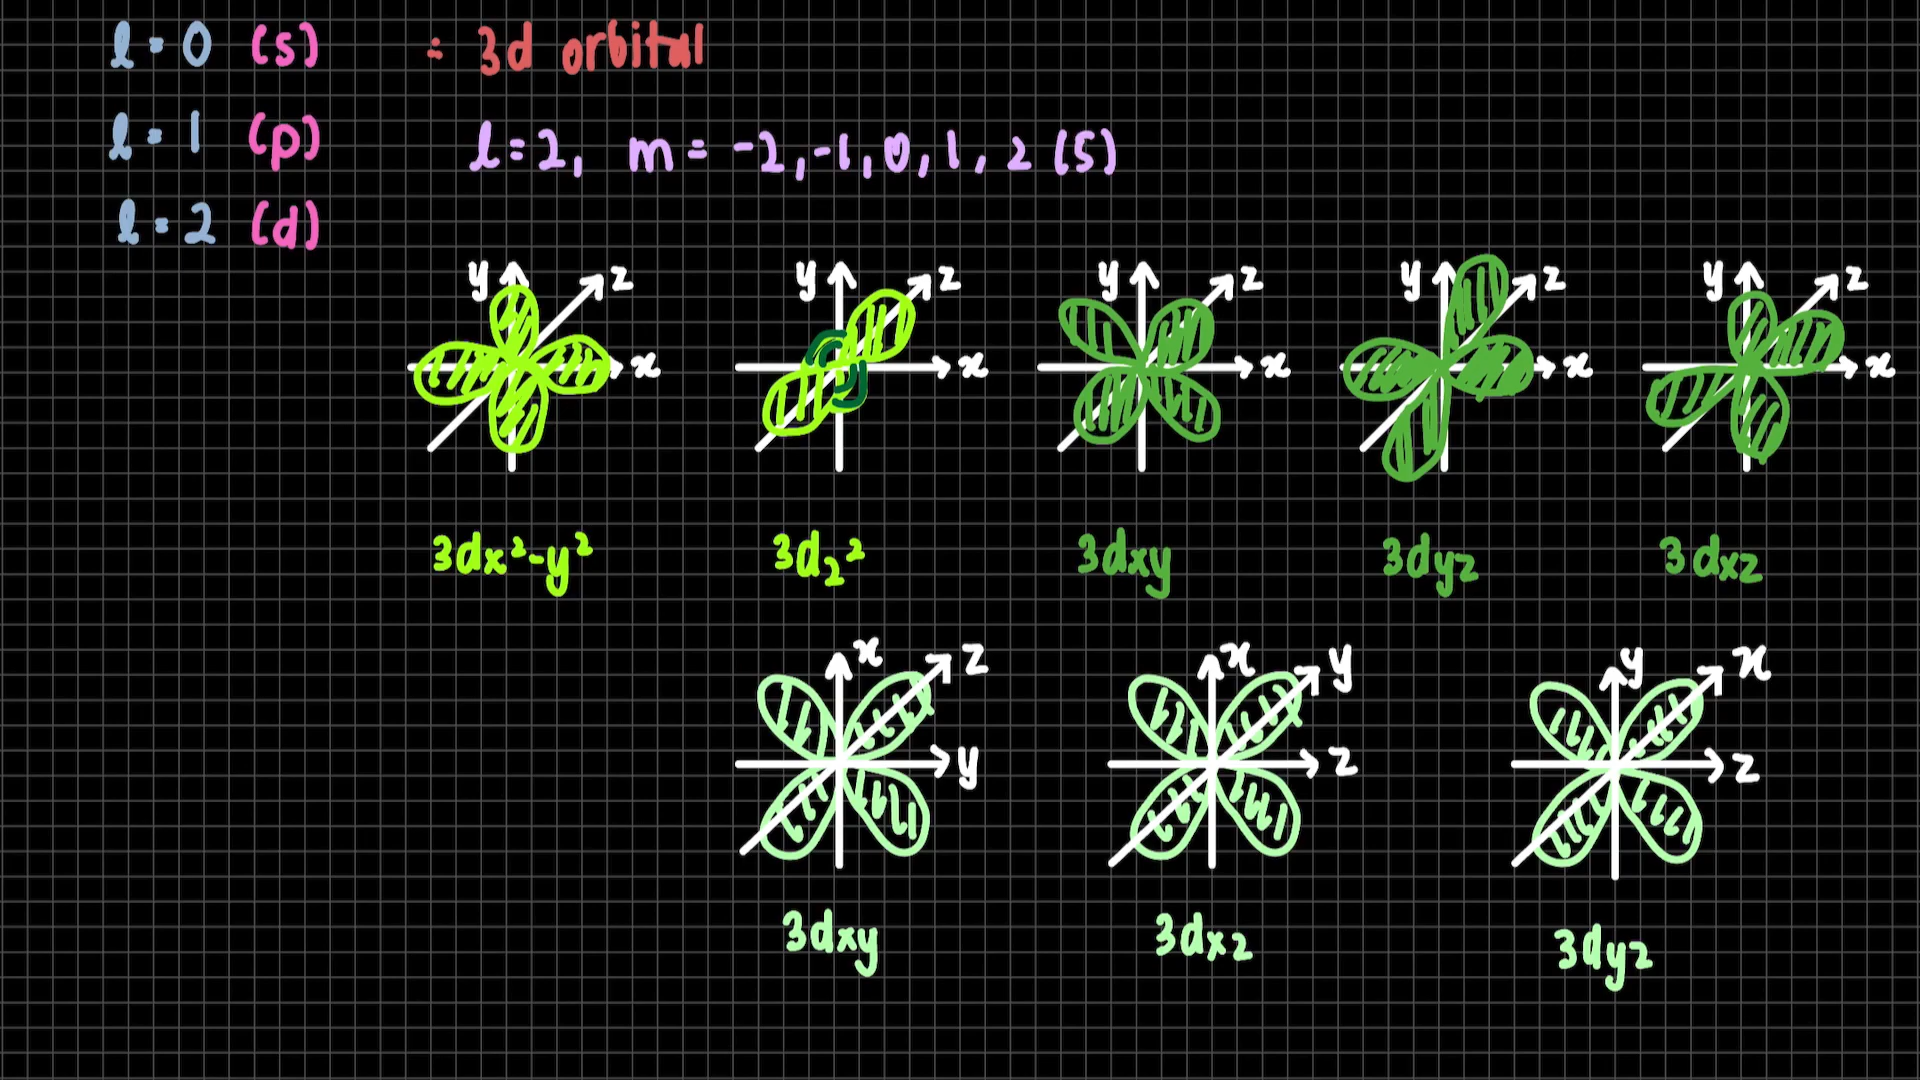 l = 0 (s) = 3d orbital
l = 1 (p) l = 2, m = -2, -1, 0, 1, 2 (5)
l = 2 (d)
y z x y z x y z x y z x y z x
3dx²-y² 3dz² 3dxy 3dyz 3dxz
x z y x y z y x z
3dxy 3dxz 3dyz